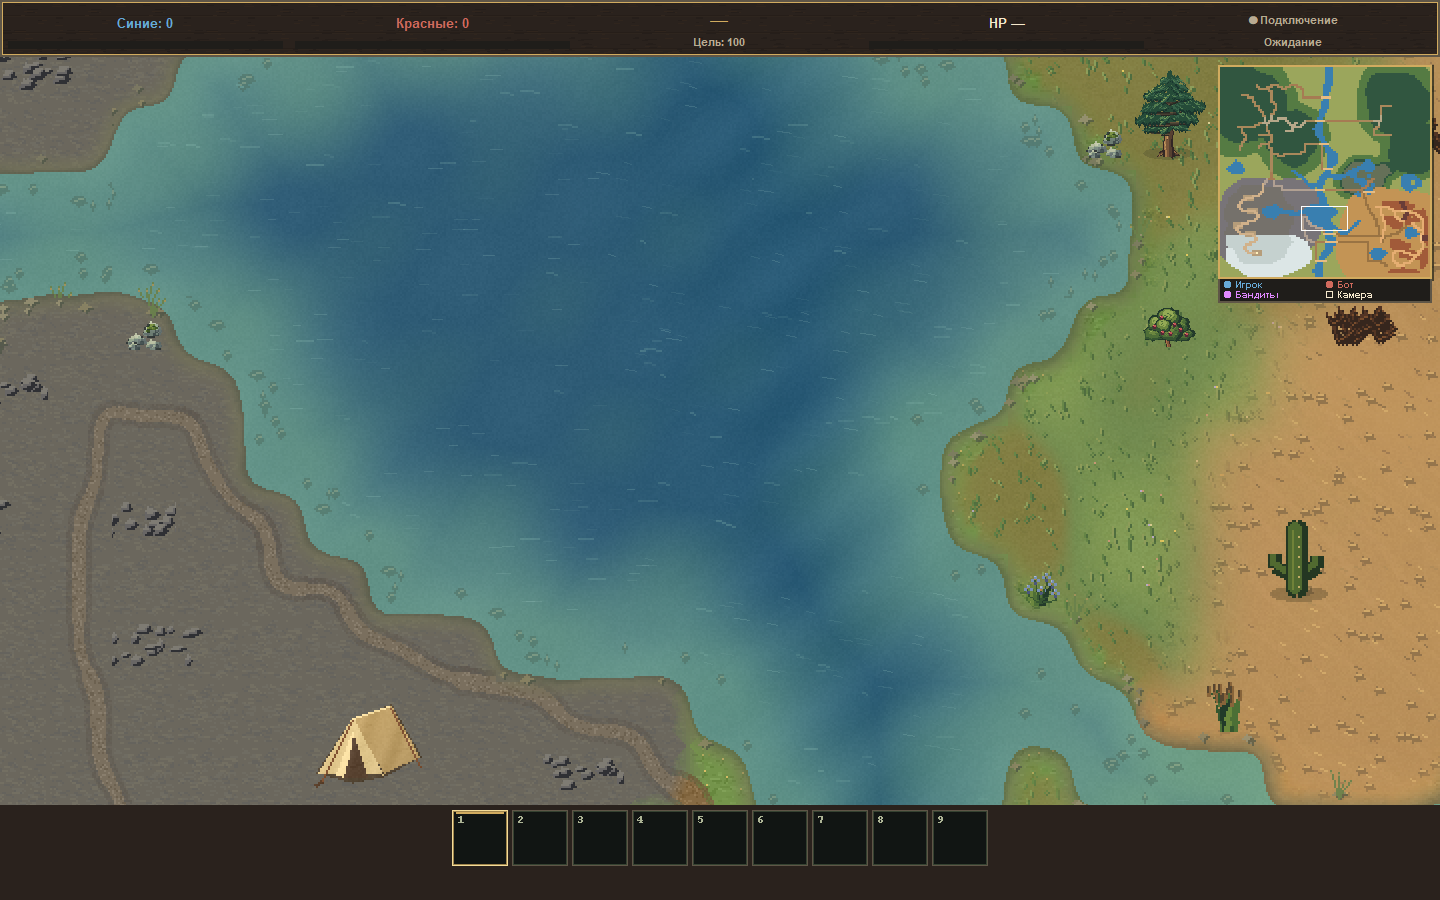 Синие: 0
Красные: 0
—
HP —
Подключение
Цель: 100
Ожидание
Игрок
Бот
Бандиты
Камера
1 2 3 4 5 6 7 8 9